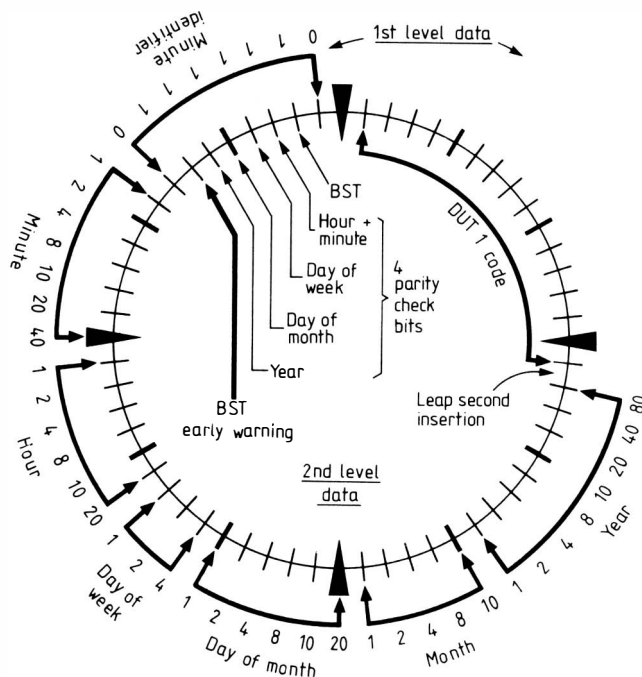 Minute
identifier
0 1 1 1 1 1 1 0
1st level data
DUT 1
code
BST
Hour +
minute
Day of
week
Day of
month
Year
4
parity
check
bits
BST
early warning
Leap second
insertion
2nd level
data
80 40 20 10 8 4 2 1
Year
10 8 4 2 1
Month
20 10 8 4 2 1
Day of month
4 2 1
Day of
week
20 10 8 4 2 1
Hour
40 20 10 8 4 2 1
Minute